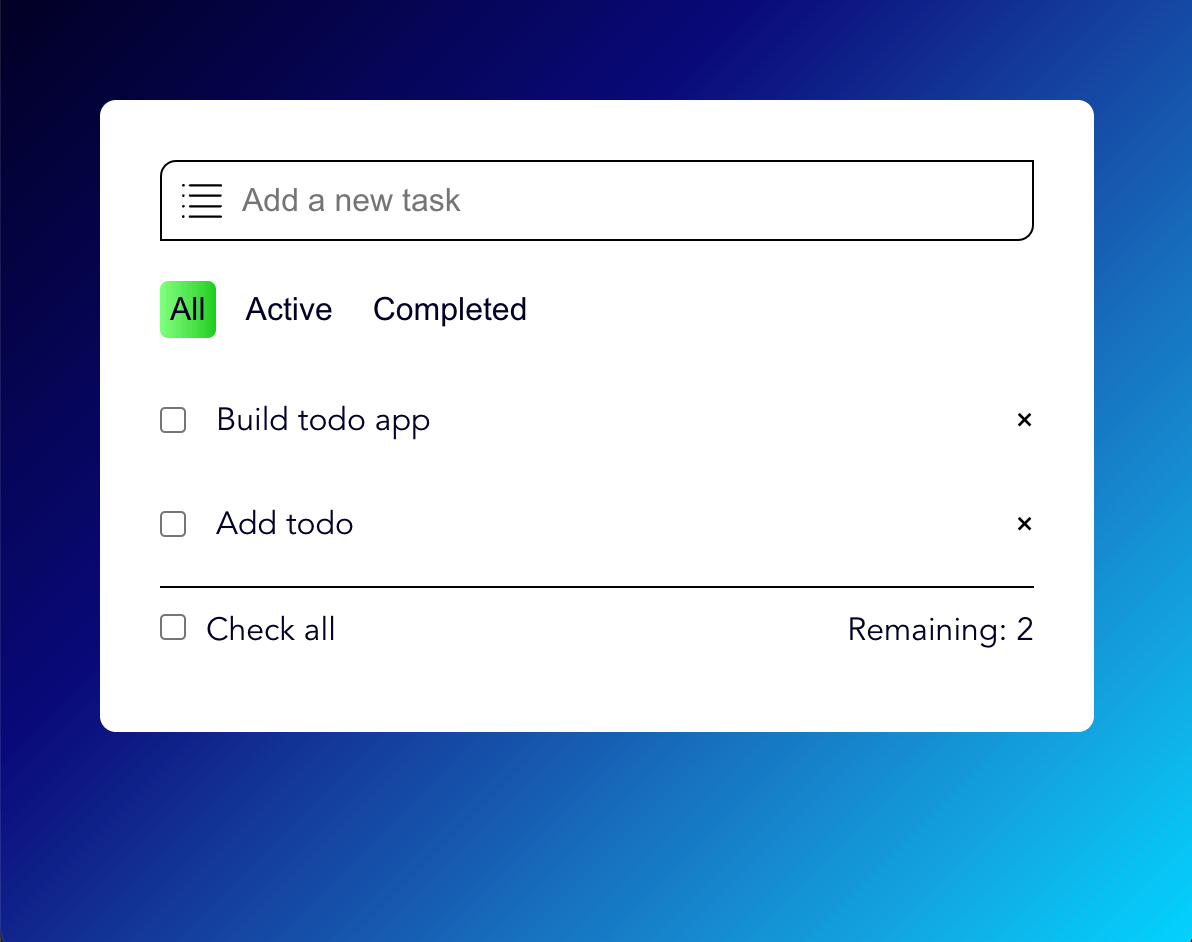 Add a new task
All Active Completed
Build todo app ×
Add todo ×
Check all Remaining: 2